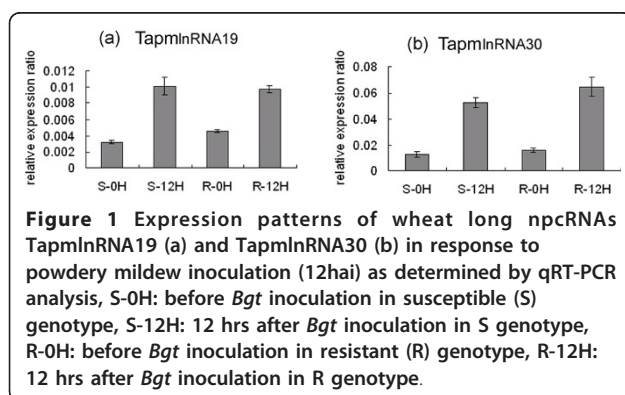 (a) TapmlnRNA19
relative expression ratio
0.012
0.01
0.008
0.006
0.004
0.002
0
S-0H S-12H R-0H R-12H
(b) TapmlnRNA30
relative expression ratio
0.08
0.06
0.04
0.02
0
S-0H S-12H R-0H R-12H
Figure 1 Expression patterns of wheat long npcRNAs
TapmlnRNA19 (a) and TapmlnRNA30 (b) in response to
powdery mildew inoculation (12hai) as determined by qRT-PCR
analysis, S-0H: before Bgt inoculation in susceptible (S)
genotype, S-12H: 12 hrs after Bgt inoculation in S genotype,
R-0H: before Bgt inoculation in resistant (R) genotype, R-12H:
12 hrs after Bgt inoculation in R genotype.